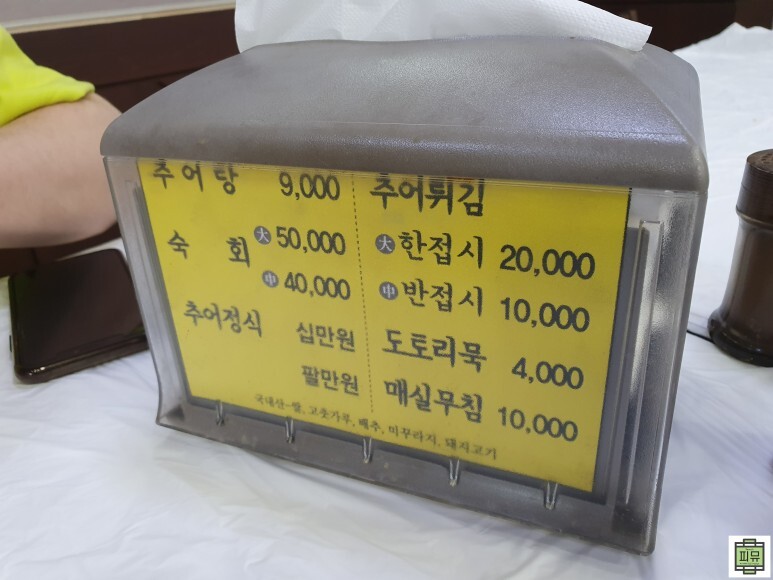 추어탕 9,000
숙 회 大 50,000
中 40,000
추어정식 십만원
팔만원
추어튀김
大 한접시 20,000
中 반접시 10,000
도토리묵 4,000
매실무침 10,000
국내산-쌀, 고춧가루, 배추, 미꾸라지, 돼지고기
피뮤